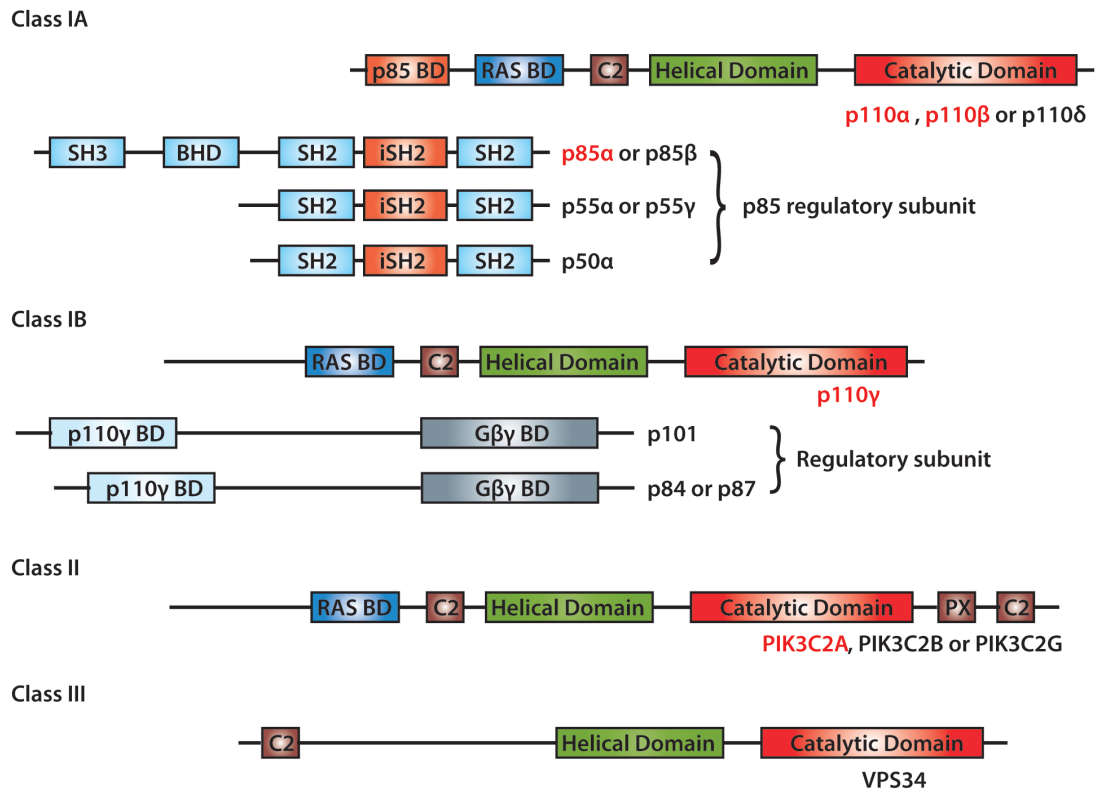 Class IA
p85 BD RAS BD C2 Helical Domain Catalytic Domain
p110α , p110β or p110δ
SH3 BHD SH2 iSH2 SH2 p85α or p85β
SH2 iSH2 SH2 p55α or p55γ p85 regulatory subunit
SH2 iSH2 SH2 p50α
Class IB
RAS BD C2 Helical Domain Catalytic Domain
p110γ
p110γ BD Gβγ BD p101
Regulatory subunit
p110γ BD Gβγ BD p84 or p87
Class II
RAS BD C2 Helical Domain Catalytic Domain PX C2
PIK3C2A, PIK3C2B or PIK3C2G
Class III
C2 Helical Domain Catalytic Domain
VPS34